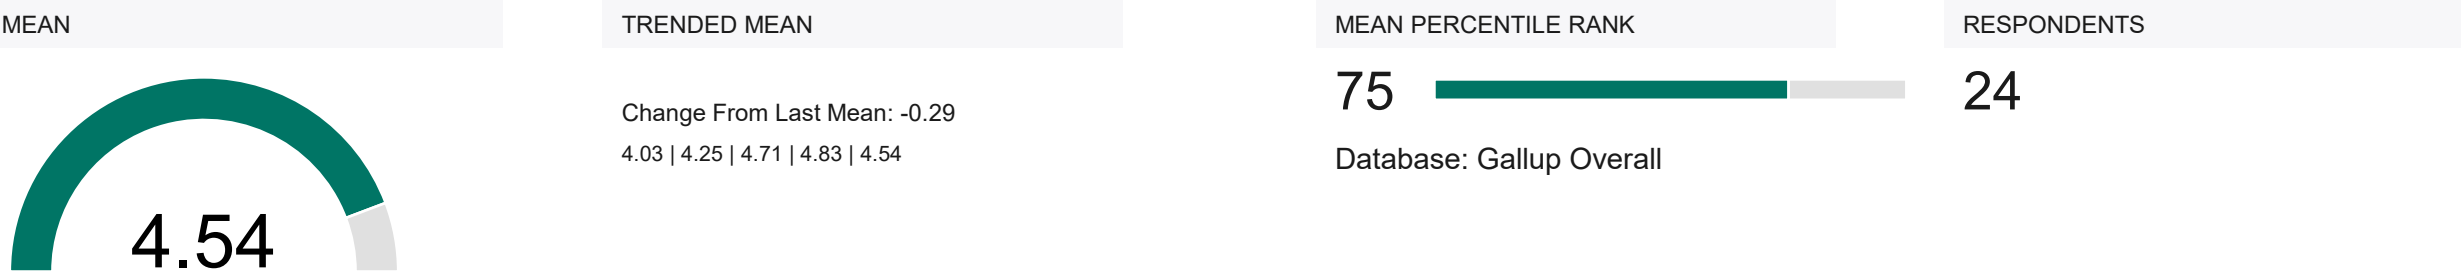 MEAN
4.54
TRENDED MEAN
Change From Last Mean: -0.29
4.03 | 4.25 | 4.71 | 4.83 | 4.54
MEAN PERCENTILE RANK
75
Database: Gallup Overall
RESPONDENTS
24